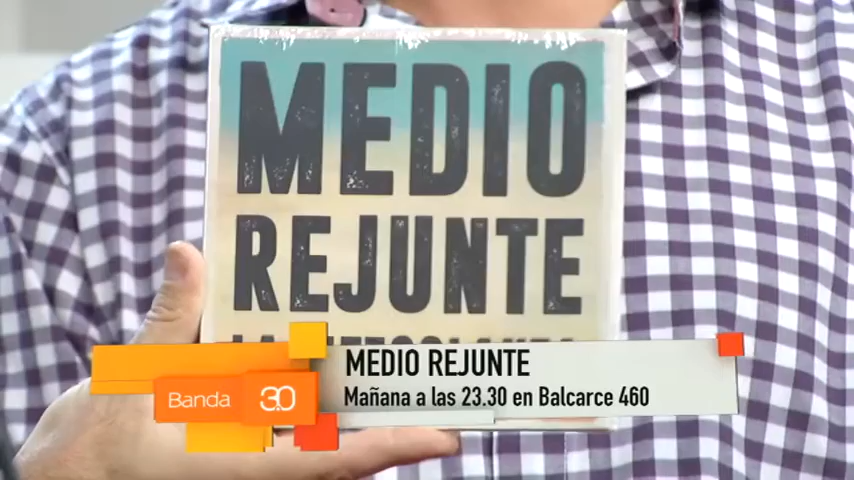 MEDIO
REJUNTE
MEDIO REJUNTE
Mañana a las 23.30 en Balcarce 460
Banda 3.0